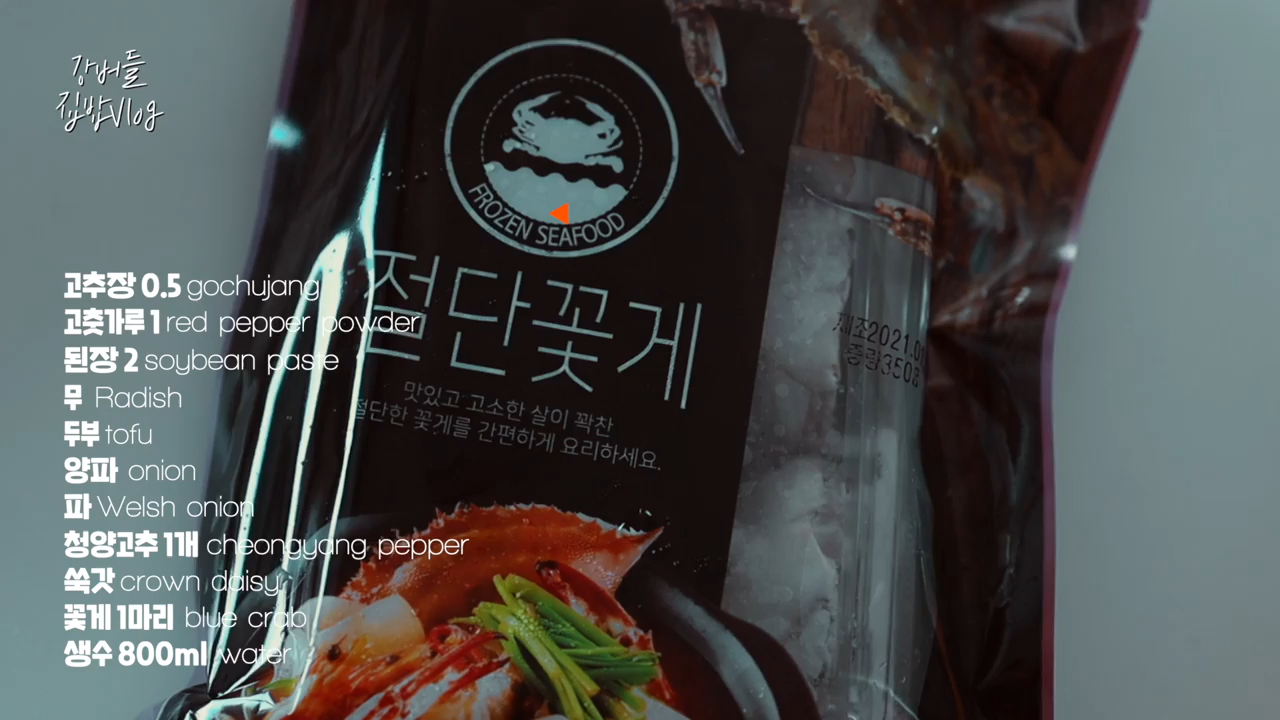 강버들
집밥Vlog
FROZEN SEAFOOD
절단꽃게
맛있고 고소한 살이 꽉찬
절단한 꽃게를 간편하게 요리하세요.
제조2021.0
중량350g
고추장 0.5 gochujang
고춧가루 1 red pepper powder
된장 2 soybean paste
무 Radish
두부 tofu
양파 onion
파 Welsh onion
청양고추 1개 cheongyang pepper
쑥갓 crown daisy
꽃게 1마리 blue crab
생수 800ml water